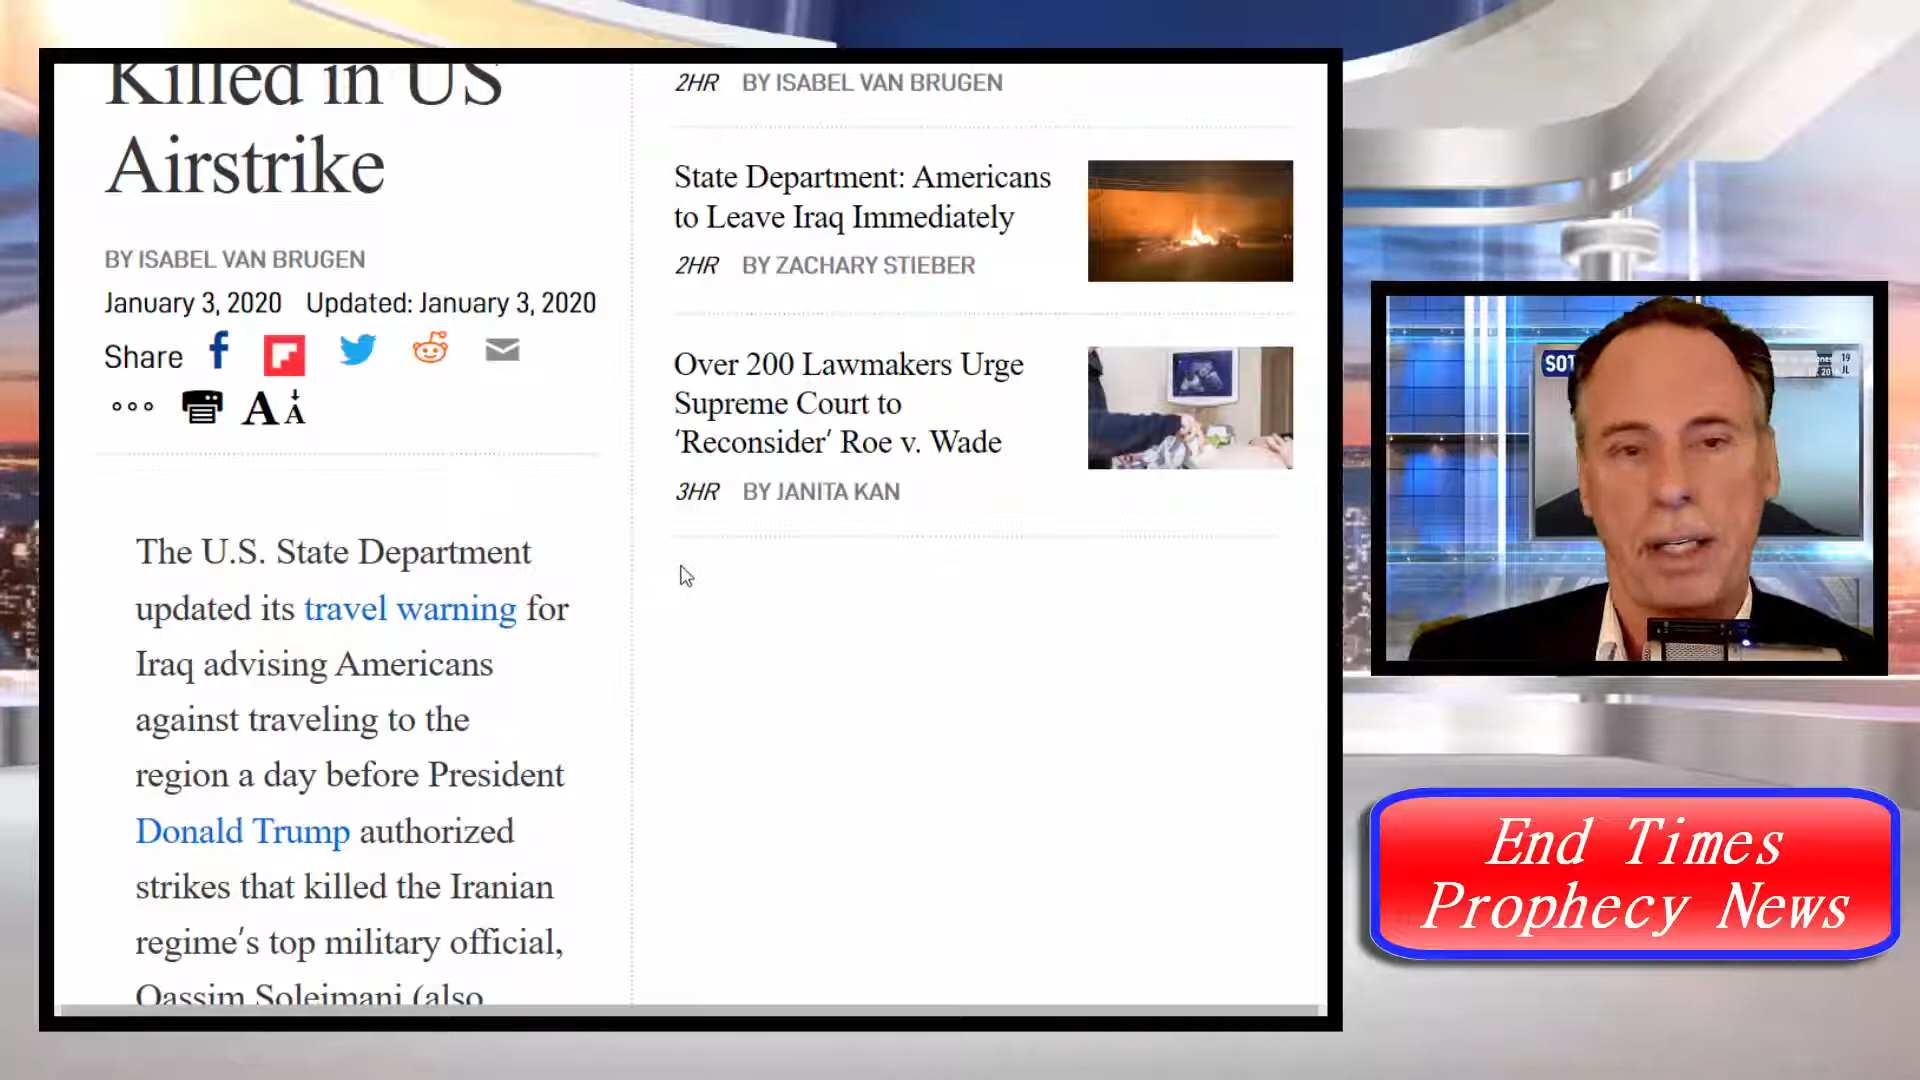 Killed in US
Airstrike
BY ISABEL VAN BRUGEN
January 3, 2020 Updated: January 3, 2020
Share
A A
The U.S. State Department
updated its travel warning for
Iraq advising Americans
against traveling to the
region a day before President
Donald Trump authorized
strikes that killed the Iranian
regime’s top military official,
Qassim Soleimani (also
2HR BY ISABEL VAN BRUGEN
State Department: Americans
to Leave Iraq Immediately
2HR BY ZACHARY STIEBER
Over 200 Lawmakers Urge
Supreme Court to
‘Reconsider’ Roe v. Wade
3HR BY JANITA KAN
SOT
19
End Times
Prophecy News